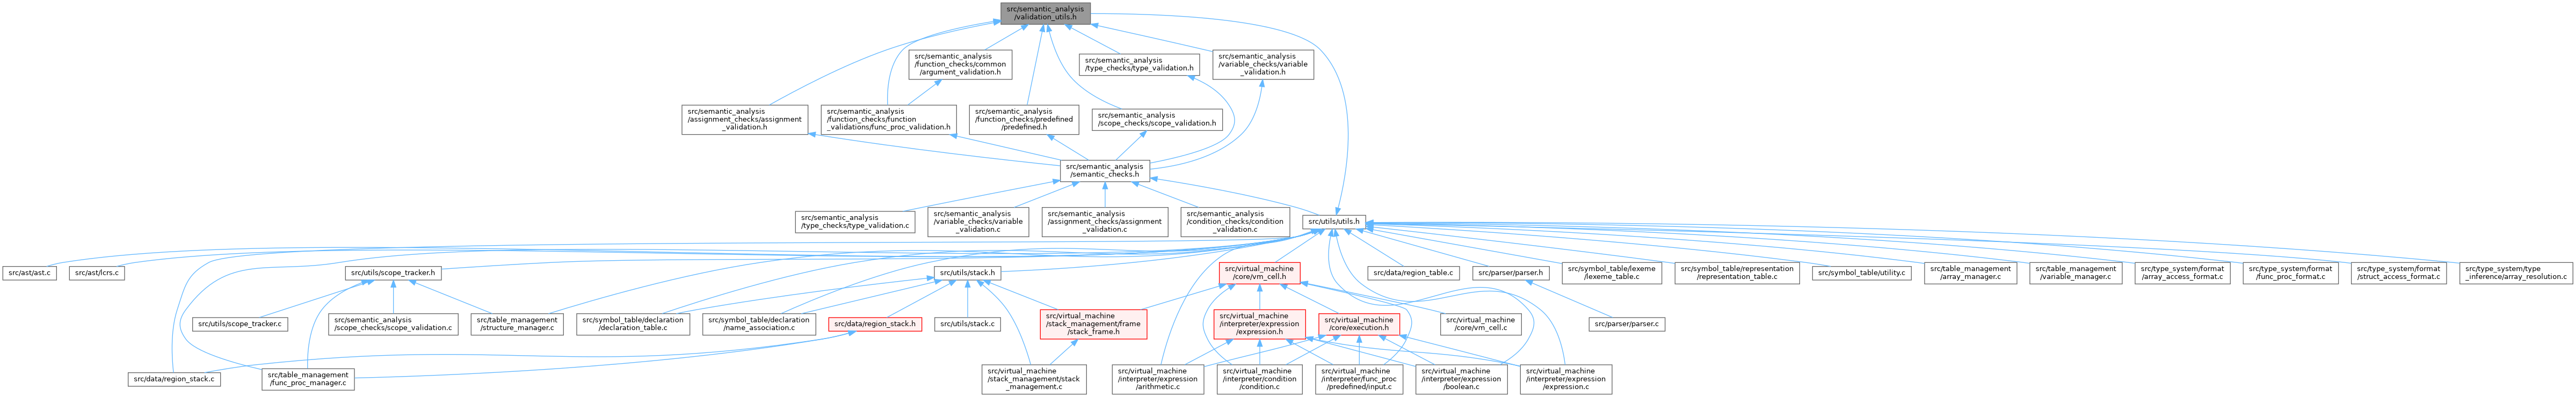 src/semantic_analysis
/validation_utils.h
src/semantic_analysis
/function_checks/common
/argument_validation.h
src/semantic_analysis
/type_checks/type_validation.h
src/semantic_analysis
/variable_checks/variable
_validation.h
src/semantic_analysis
/assignment_checks/assignment
_validation.h
src/semantic_analysis
/function_checks/function
_validations/func_proc_validation.h
src/semantic_analysis
/function_checks/predefined
/predefined.h
src/semantic_analysis
/scope_checks/scope_validation.h
src/semantic_analysis
/semantic_checks.h
src/semantic_analysis
/type_checks/type_validation.c
src/semantic_analysis
/variable_checks/variable
_validation.c
src/semantic_analysis
/assignment_checks/assignment
_validation.c
src/semantic_analysis
/condition_checks/condition
_validation.c
src/utils/utils.h
src/ast/ast.c
src/ast/lcrs.c
src/utils/scope_tracker.h
src/utils/stack.h
src/virtual_machine
/core/vm_cell.h
src/data/region_table.c
src/parser/parser.h
src/symbol_table/lexeme
/lexeme_table.c
src/symbol_table/representation
/representation_table.c
src/symbol_table/utility.c
src/table_management
/array_manager.c
src/table_management
/variable_manager.c
src/type_system/format
/array_access_format.c
src/type_system/format
/func_proc_format.c
src/type_system/format
/struct_access_format.c
src/type_system/type
_inference/array_resolution.c
src/utils/scope_tracker.c
src/semantic_analysis
/scope_checks/scope_validation.c
src/table_management
/structure_manager.c
src/symbol_table/declaration
/declaration_table.c
src/symbol_table/declaration
/name_association.c
src/data/region_stack.h
src/utils/stack.c
src/virtual_machine
/stack_management/frame
/stack_frame.h
src/virtual_machine
/interpreter/expression
/expression.h
src/virtual_machine
/core/execution.h
src/virtual_machine
/core/vm_cell.c
src/parser/parser.c
src/data/region_stack.c
src/table_management
/func_proc_manager.c
src/virtual_machine
/stack_management/stack
_management.c
src/virtual_machine
/interpreter/expression
/arithmetic.c
src/virtual_machine
/interpreter/condition
/condition.c
src/virtual_machine
/interpreter/func_proc
/predefined/input.c
src/virtual_machine
/interpreter/expression
/boolean.c
src/virtual_machine
/interpreter/expression
/expression.c